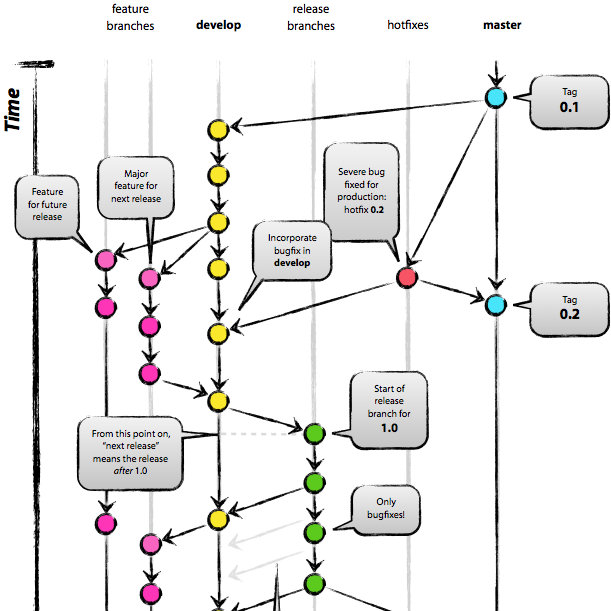 feature
branches
develop
release
branches
hotfixes
master
Time
Tag
0.1
Major
feature for
next release
Severe bug
fixed for
production:
hotfix 0.2
Feature
for future
release
Incorporate
bugfix in
develop
Tag
0.2
Start of
release
branch for
1.0
From this point on,
“next release”
means the release
after 1.0
Only
bugfixes!